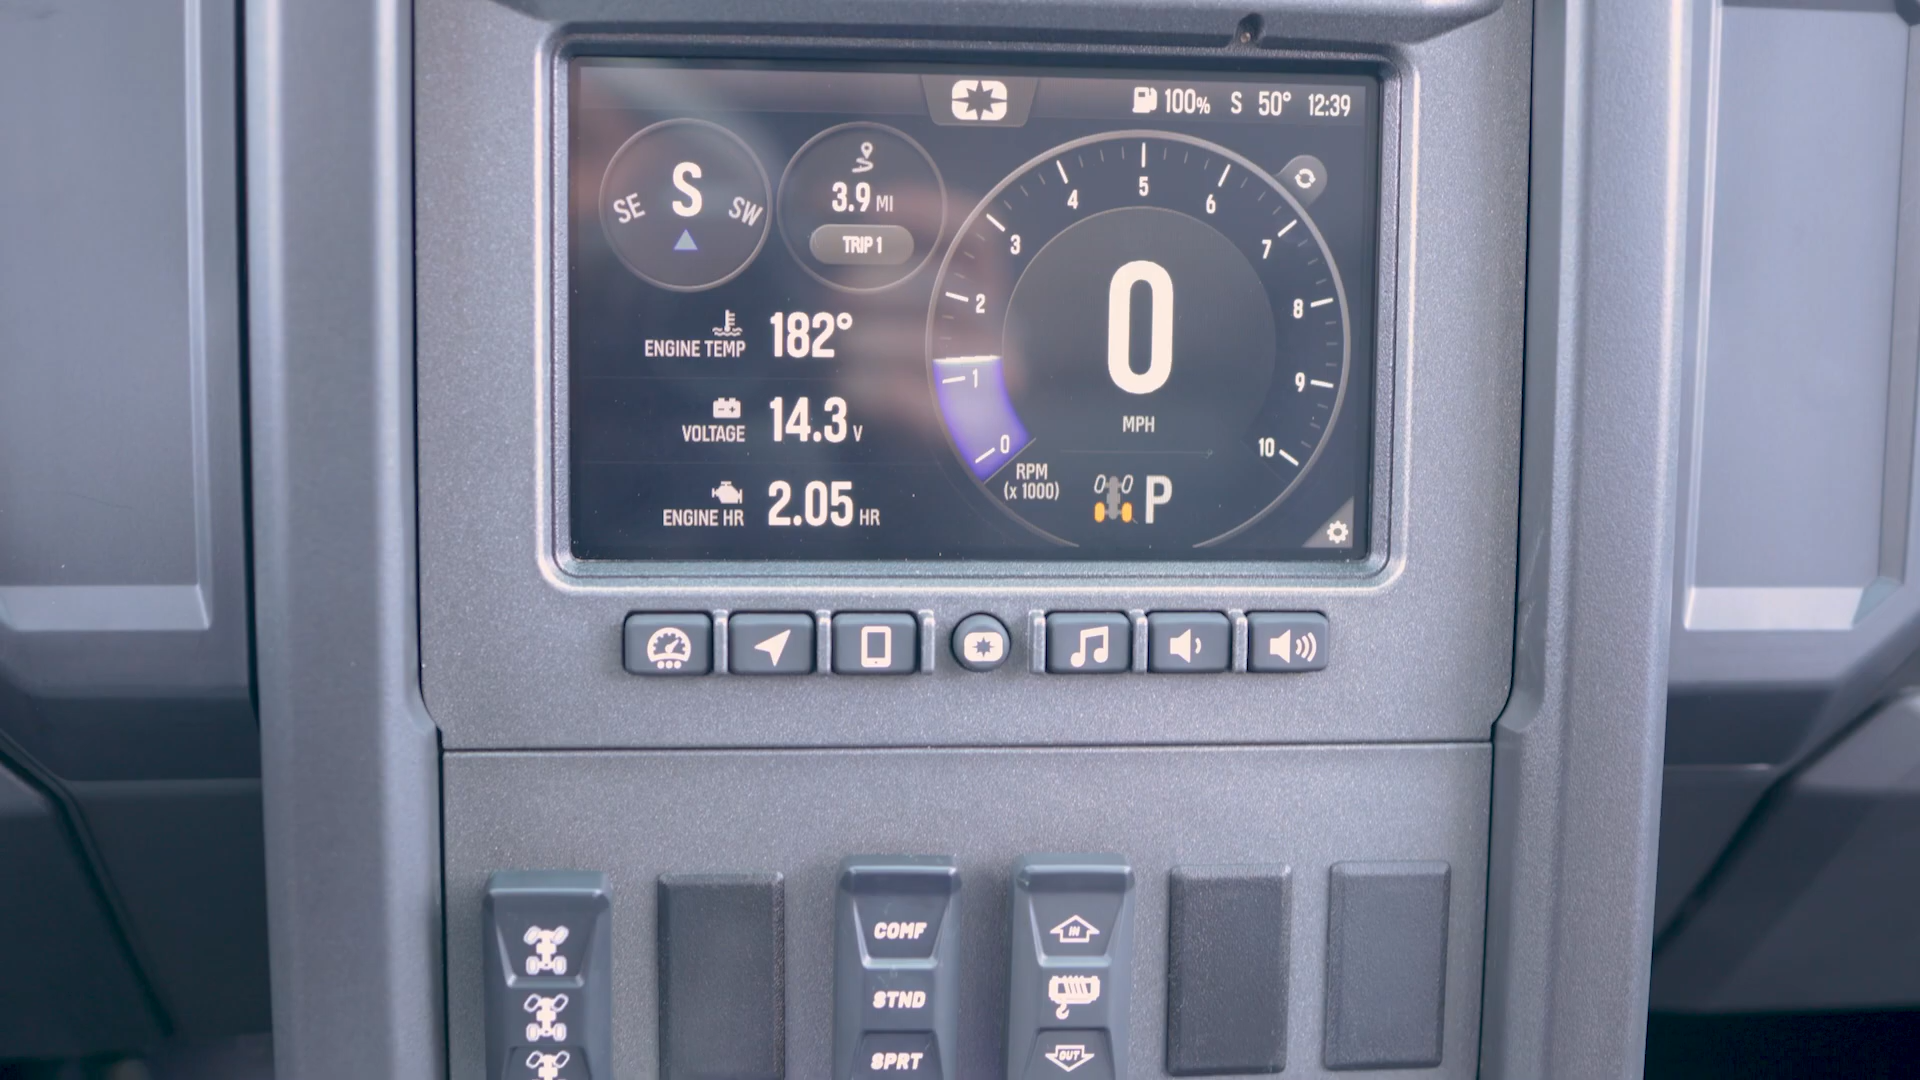 100% S 50° 12:39
SE S SW
3.9 MI
TRIP 1
ENGINE TEMP 182°
VOLTAGE 14.3 V
ENGINE HR 2.05 HR
0 1 2 3 4 5 6 7 8 9 10
RPM
(x 1000)
0
MPH
P
COMF
STND
SPRT
IN
OUT